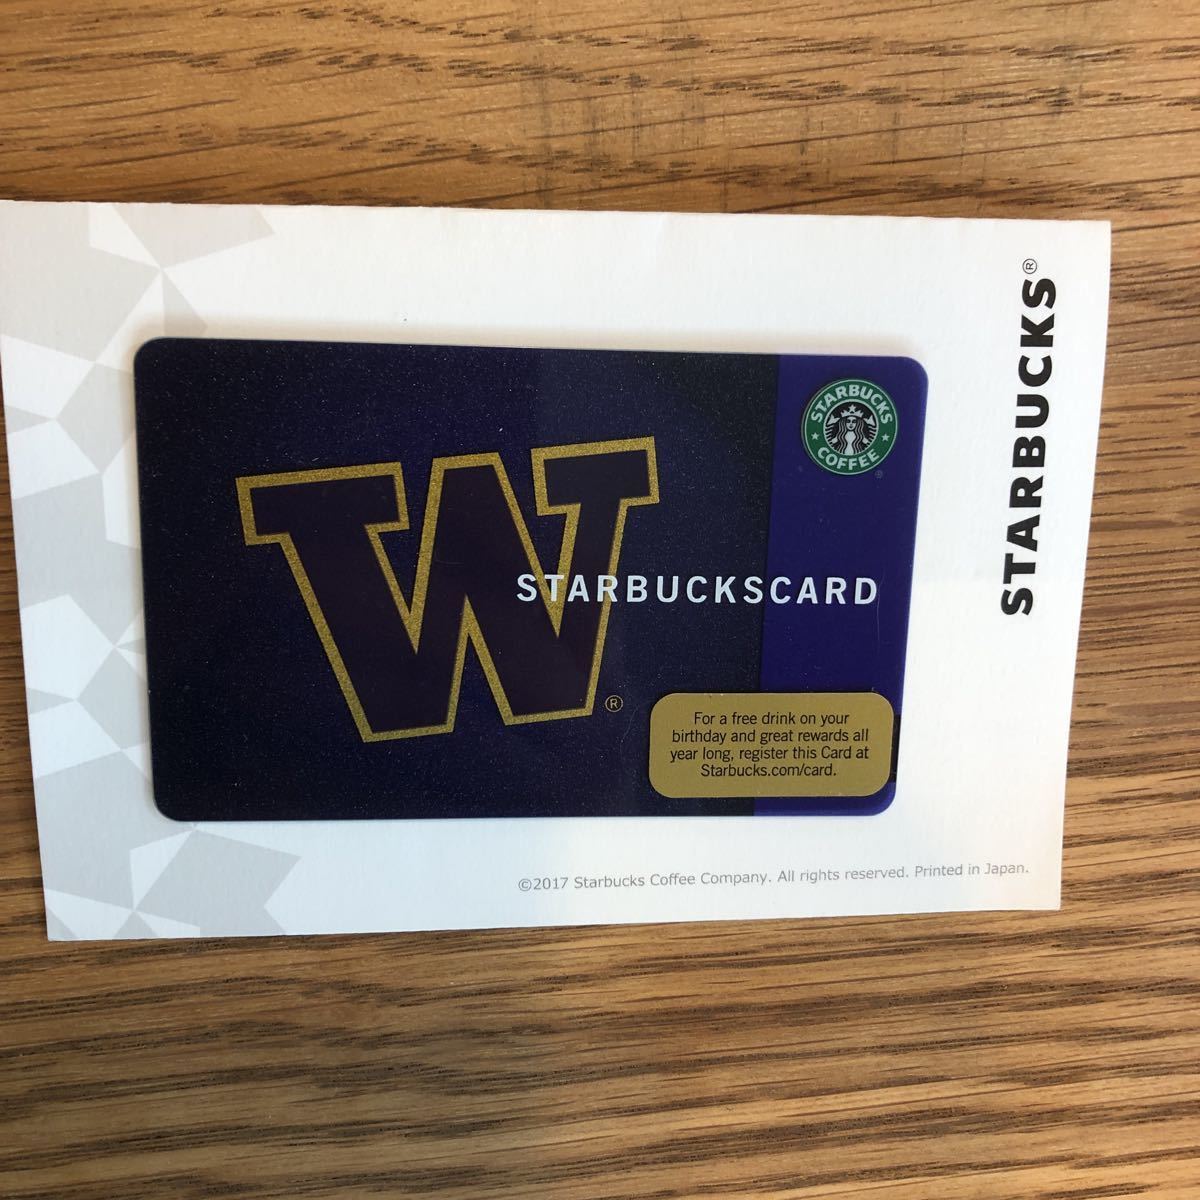 STARBUCKS®
STARBUCKS
COFFEE
®
W
®
STARBUCKSCARD
For a free drink on your
birthday and great rewards all
year long, register this Card at
Starbucks.com/card.
©2017 Starbucks Coffee Company. All rights reserved. Printed in Japan.